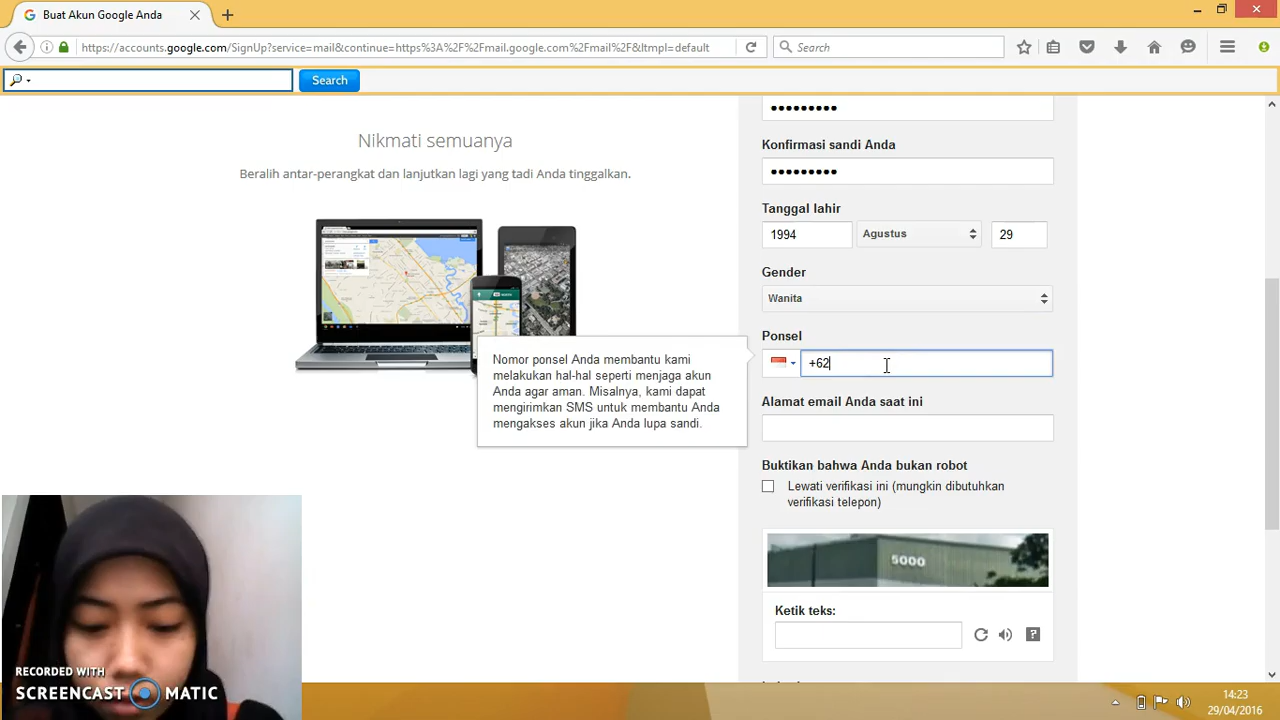 Buat Akun Google Anda
https://accounts.google.com/SignUp?service=mail&continue=https%3A%2F%2Fmail.google.com%2Fmail%2F&ltmpl=default
Search
Search
Nikmati semuanya
Beralih antar-perangkat dan lanjutkan lagi yang tadi Anda tinggalkan.
Konfirmasi sandi Anda
Tanggal lahir
1994 Agustus 29
Gender
Wanita
Ponsel
+62
Nomor ponsel Anda membantu kami
melakukan hal-hal seperti menjaga akun
Anda agar aman. Misalnya, kami dapat
mengirimkan SMS untuk membantu Anda
mengakses akun jika Anda lupa sandi.
Alamat email Anda saat ini
Buktikan bahwa Anda bukan robot
Lewati verifikasi ini (mungkin dibutuhkan
verifikasi telepon)
5000
Ketik teks:
?
RECORDED WITH
SCREENCAST MATIC
14:23
29/04/2016